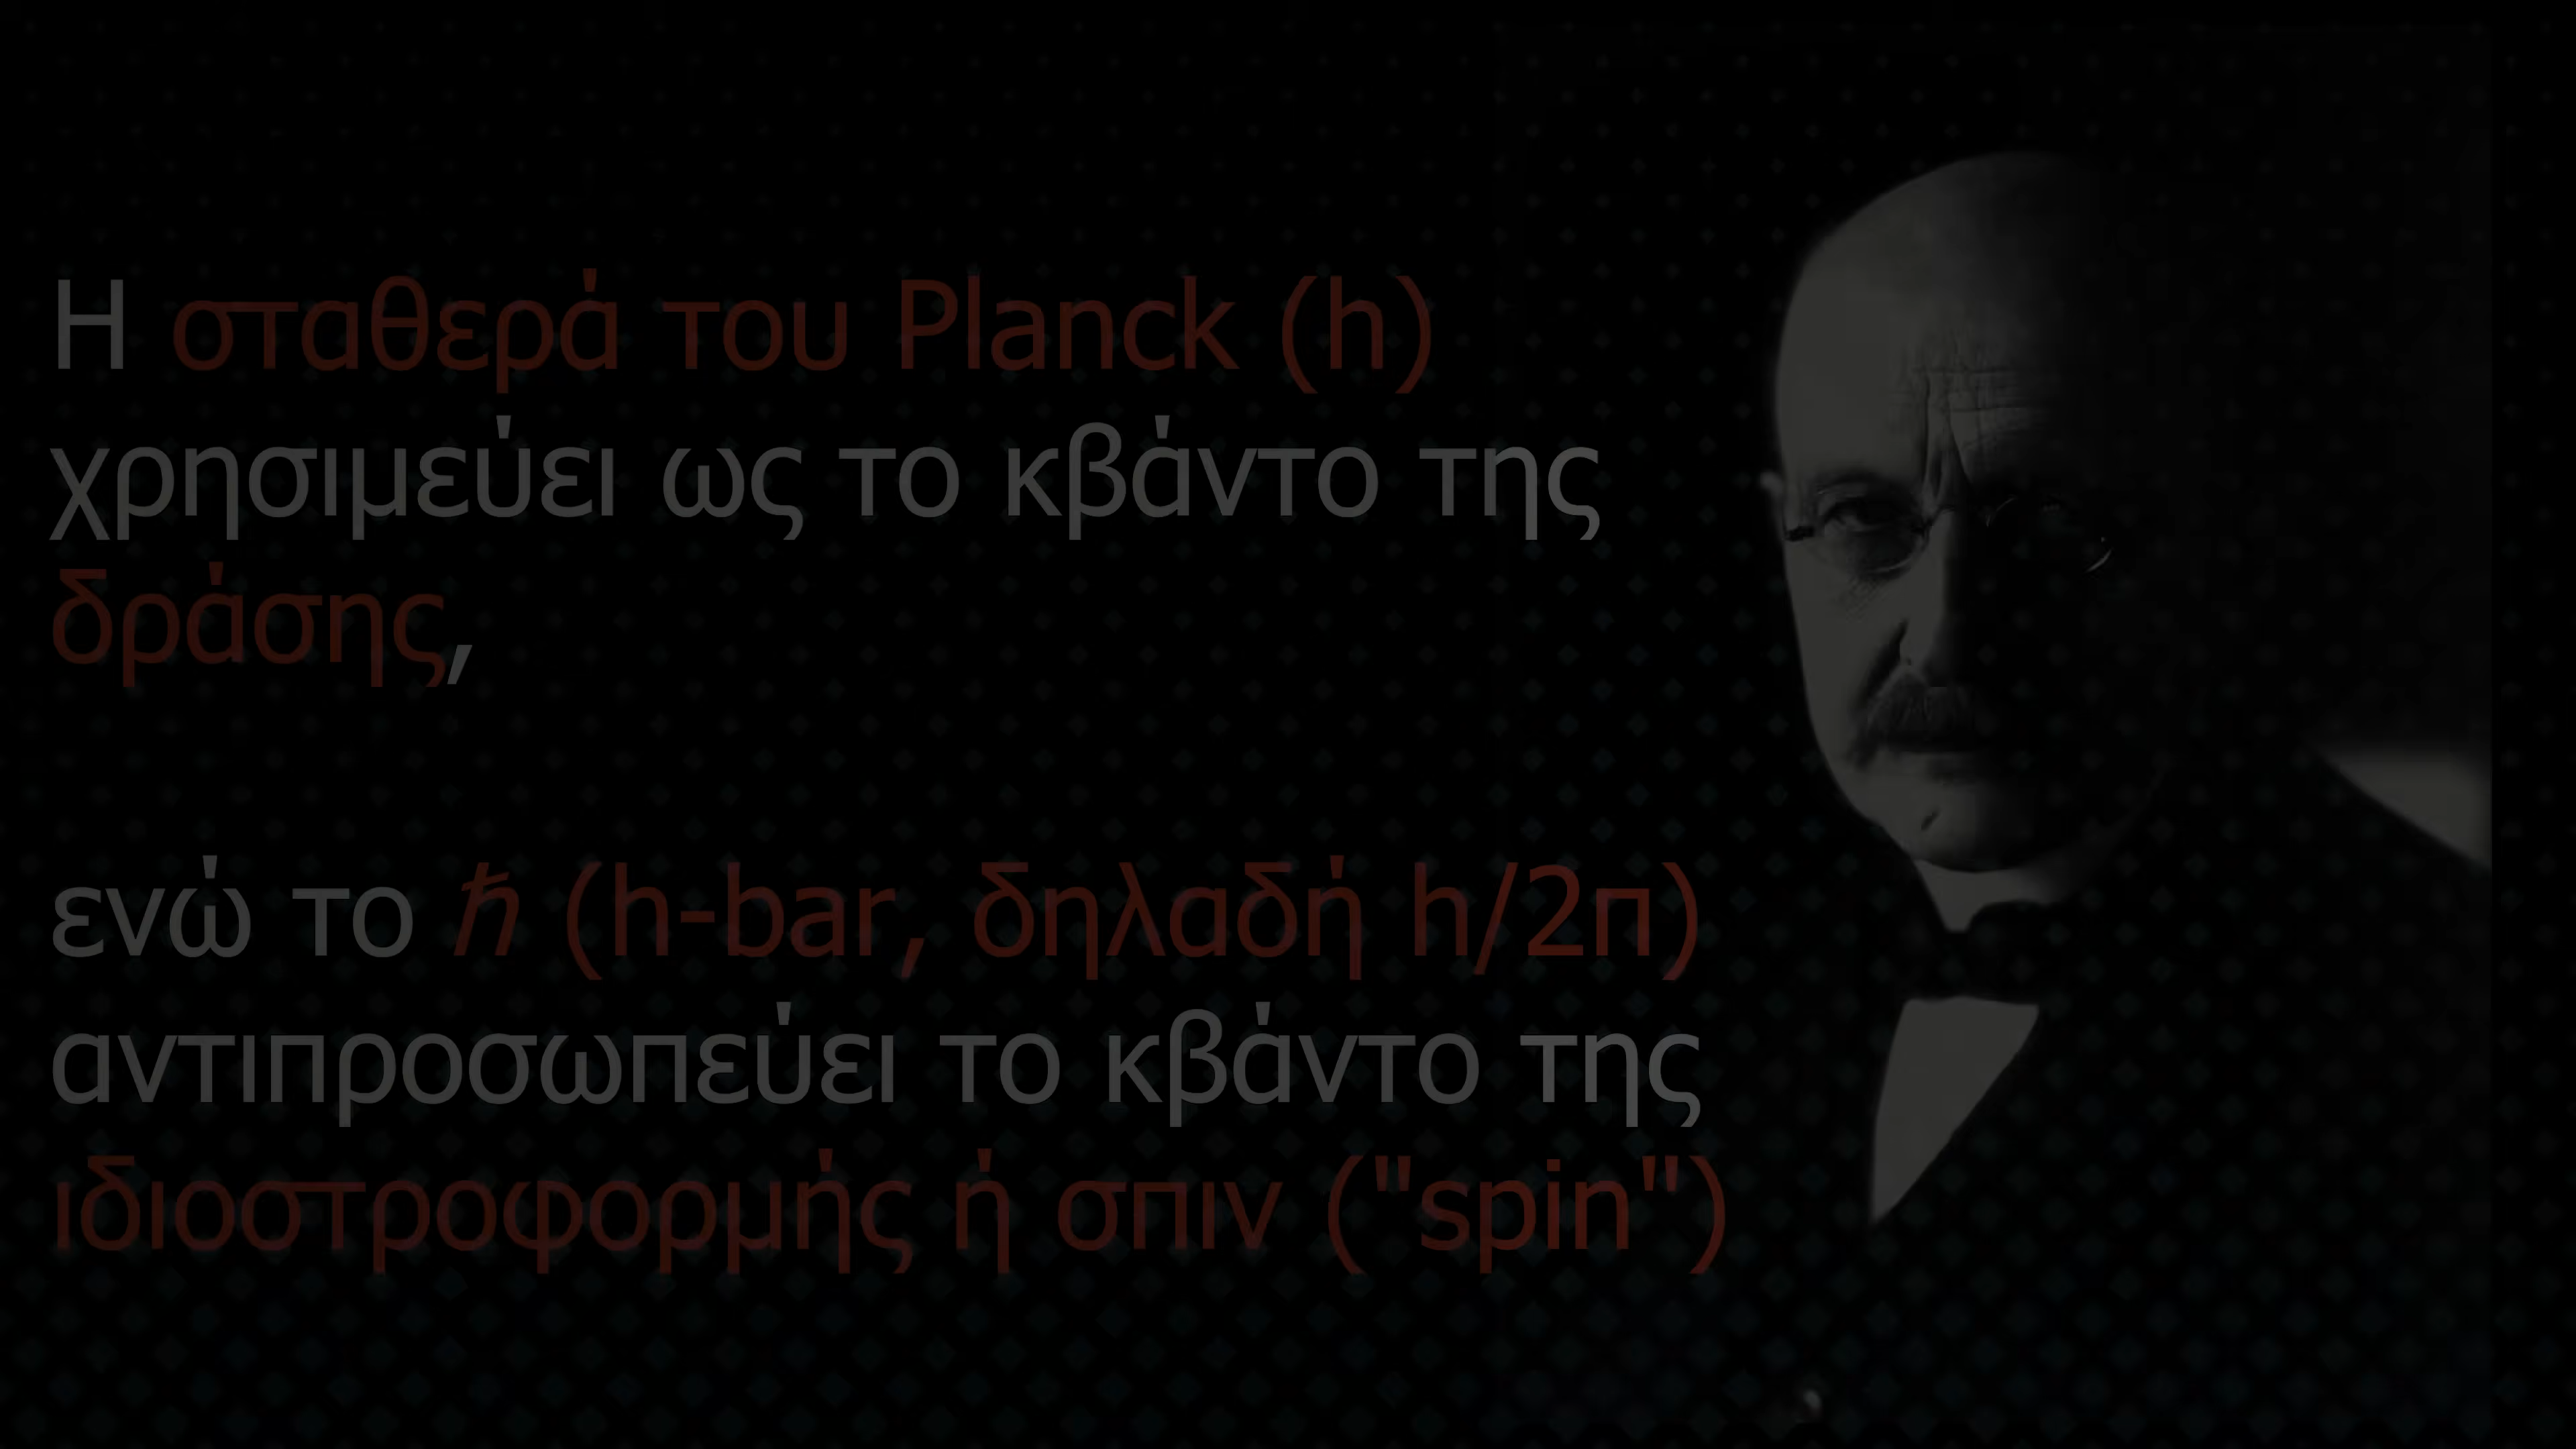 Η σταθερά του Planck (h)
χρησιμεύει ως το κβάντο της
δράσης,
ενώ το ℏ (h-bar, δηλαδή h/2π)
αντιπροσωπεύει το κβάντο της
ιδιοστροφορμής ή σπιν ("spin")